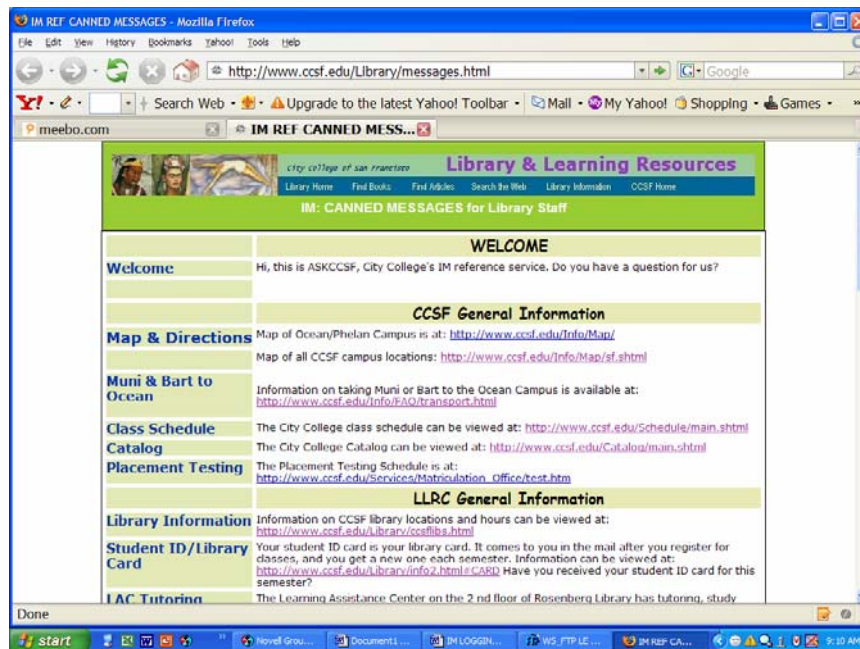 IM REF CANNED MESSAGES - Mozilla Firefox
File Edit View History Bookmarks Yahoo! Tools Help
http://www.ccsf.edu/Library/messages.html
G Google
Y! Search Web Upgrade to the latest Yahoo! Toolbar Mail My Yahoo! Shopping Games »
meebo.com
IM REF CANNED MESS...
city college of san francisco Library & Learning Resources
Library Home Find Books Find Articles Search the Web Library Information CCSF Home
IM: CANNED MESSAGES for Library Staff
WELCOME
Welcome Hi, this is ASKCCSF, City College's IM reference service. Do you have a question for us?
CCSF General Information
Map & Directions Map of Ocean/Phelan Campus is at: http://www.ccsf.edu/Info/Map/
Map of all CCSF campus locations: http://www.ccsf.edu/Info/Map/sf.shtml
Muni & Bart to
Ocean
Information on taking Muni or Bart to the Ocean Campus is available at:
http://www.ccsf.edu/Info/FAQ/transport.html
Class Schedule The City College class schedule can be viewed at: http://www.ccsf.edu/Schedule/main.shtml
Catalog The City College Catalog can be viewed at: http://www.ccsf.edu/Catalog/main.shtml
Placement Testing The Placement Testing Schedule is at:
http://www.ccsf.edu/Services/Matriculation_Office/test.htm
LLRC General Information
Library Information Information on CCSF library locations and hours can be viewed at:
http://www.ccsf.edu/Library/ccsflibs.html
Student ID/Library
Card
Your student ID card is your library card. It comes to you in the mail after you register for
classes, and you get a new one each semester. Information can be viewed at:
http://www.ccsf.edu/Library/info2.html#CARD Have you received your student ID card for this
semester?
LAC Tutoring The Learning Assistance Center on the 2 nd floor of Rosenberg Library has tutoring, study
Done
start Novell Grou... Document1 ... IM LOGGIN... WS_FTP LE ... IM REF CA... 9:10 AM